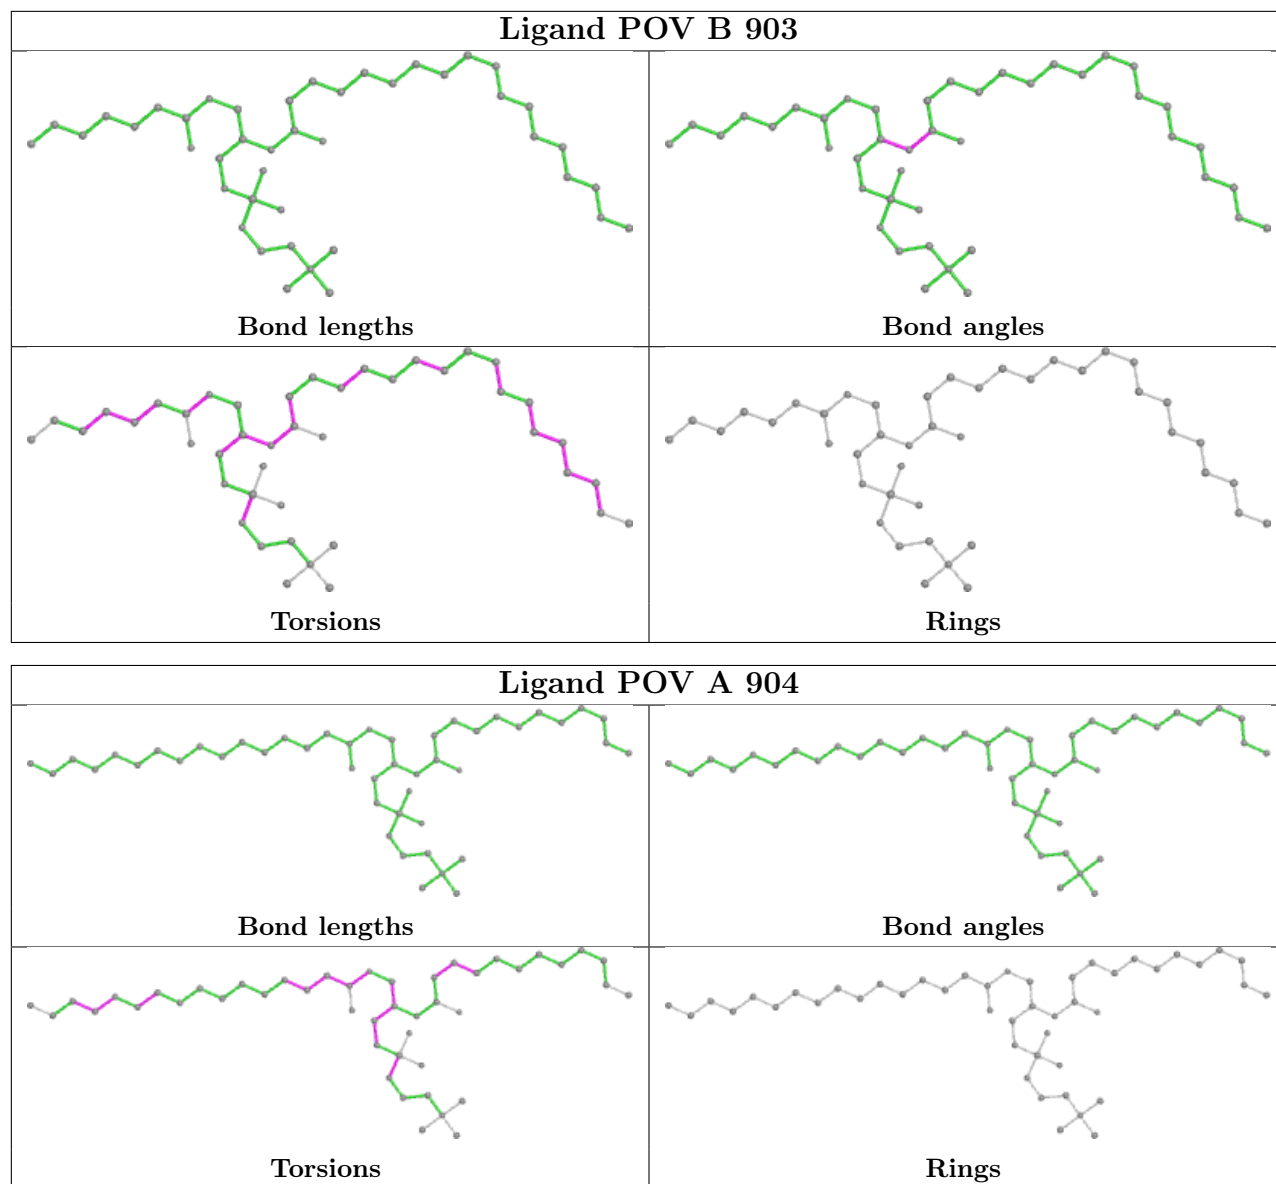 Ligand POV B 903
Bond lengths
Bond angles
Torsions
Rings
Ligand POV A 904
Bond lengths
Bond angles
Torsions
Rings